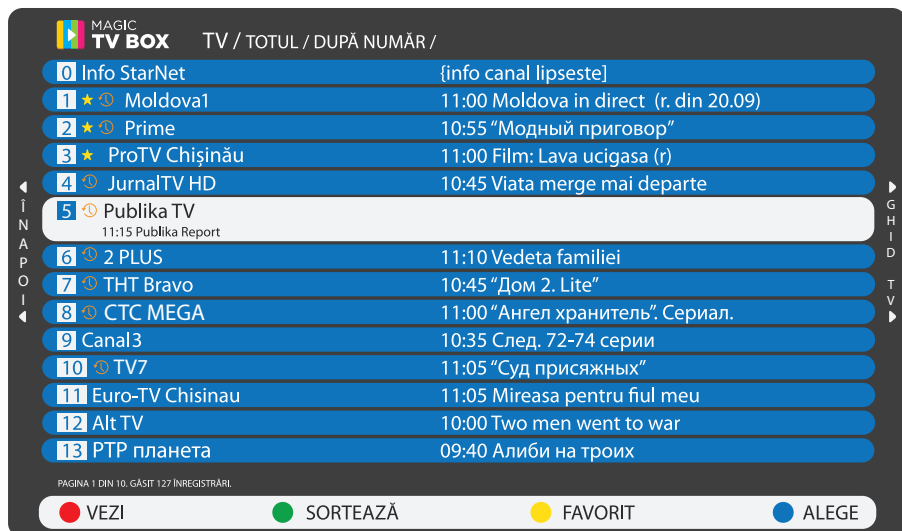 MAGIC
TV BOX TV / TOTUL / DUPĂ NUMĂR /
0 Info StarNet {info canal lipseste]
1 Moldova1 11:00 Moldova in direct (r. din 20.09)
2 Prime 10:55 “Модный приговор”
3 ProTV Chișinău 11:00 Film: Lava ucigasa (r)
4 JurnalTV HD 10:45 Viata merge mai departe
5 Publika TV
11:15 Publika Report
6 2 PLUS 11:10 Vedeta familiei
7 ТНТ Bravo 10:45 “Дом 2. Lite”
8 СТС MEGA 11:00 “Ангел хранитель”. Сериал.
9 Canal3 10:35 След. 72-74 серии
10 TV7 11:05 “Суд присяжных”
11 Euro-TV Chisinau 11:05 Mireasa pentru fiul meu
12 Alt TV 10:00 Two men went to war
13 РТР планета 09:40 Алиби на троих
ÎNAPOI
GHID TV
PAGINA 1 DIN 10. GĂSIT 127 ÎNREGISTRĂRI.
VEZI SORTEAZĂ FAVORIT ALEGE